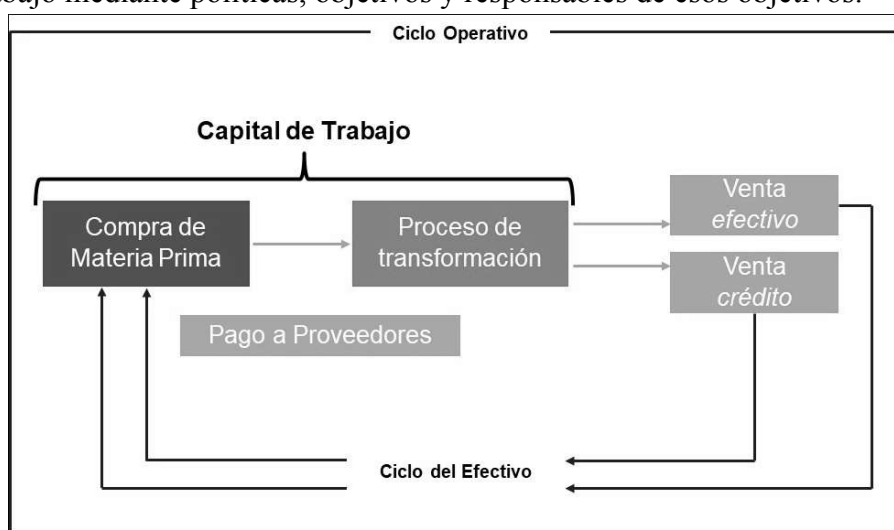 bajo mediante políticas, objetivos y responsables de esos objetivos.
Ciclo Operativo
Capital de Trabajo
Compra de
Materia Prima
Proceso de
transformación
Venta
efectivo
Venta
crédito
Pago a Proveedores
Ciclo del Efectivo